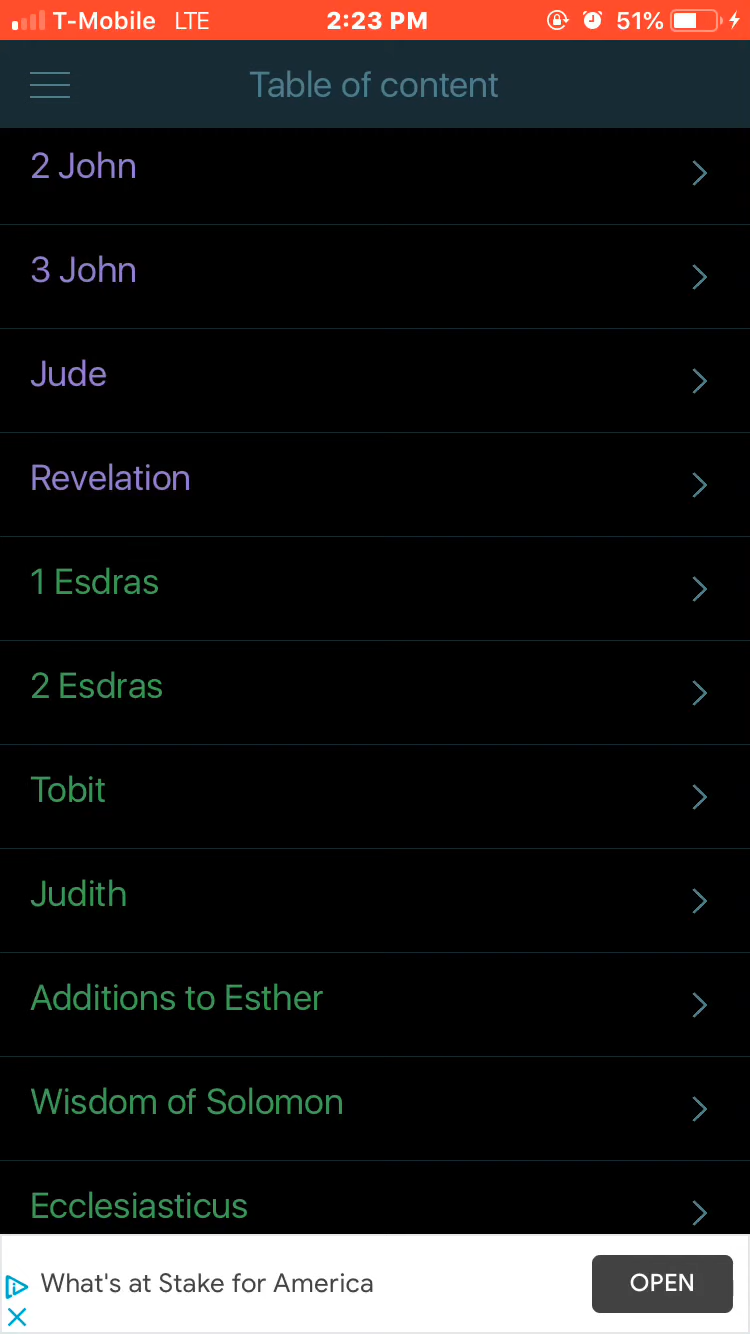 T-Mobile LTE 2:23 PM 51%
Table of content
2 John
3 John
Jude
Revelation
1 Esdras
2 Esdras
Tobit
Judith
Additions to Esther
Wisdom of Solomon
Ecclesiasticus
What's at Stake for America OPEN